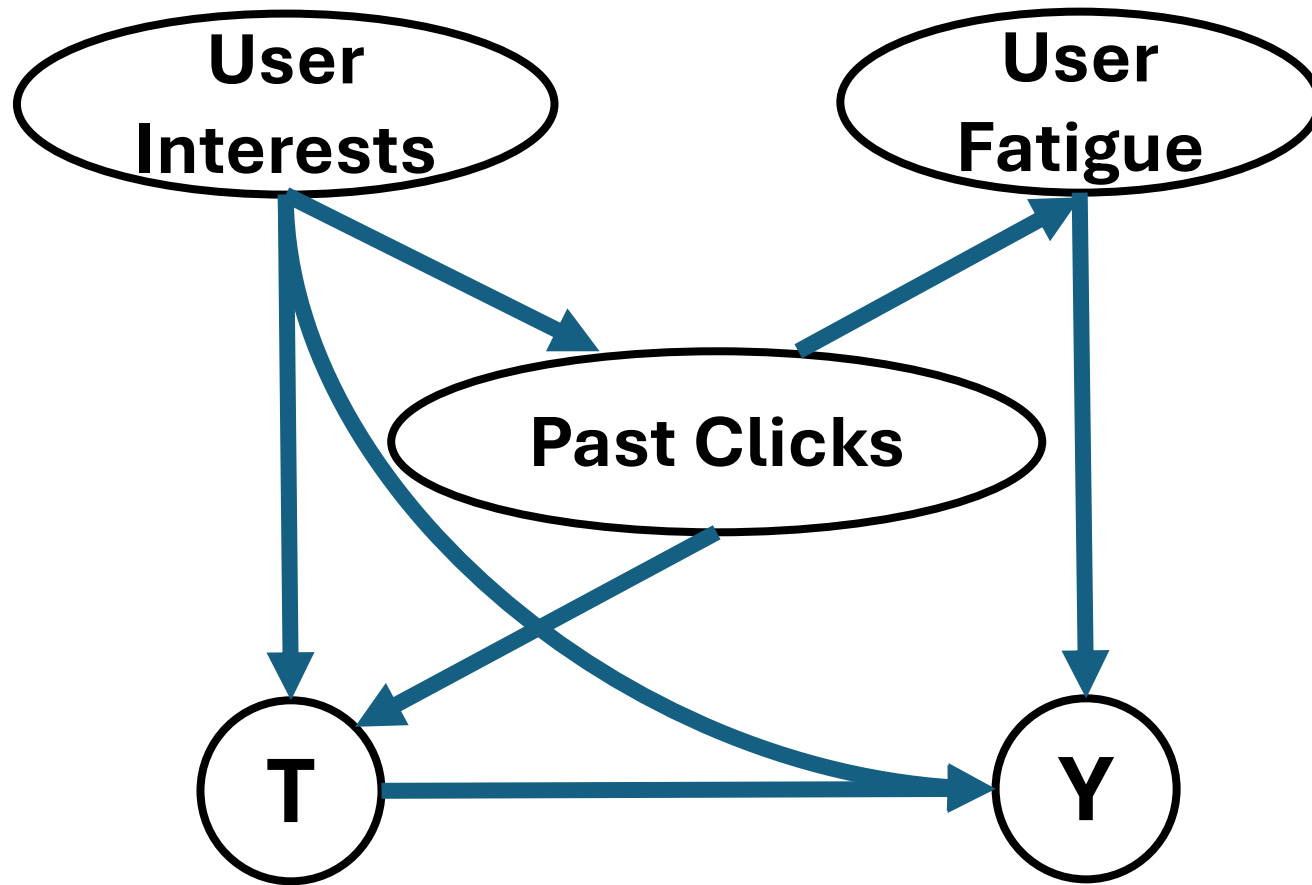 User
Interests
User
Fatigue
Past Clicks
T
Y